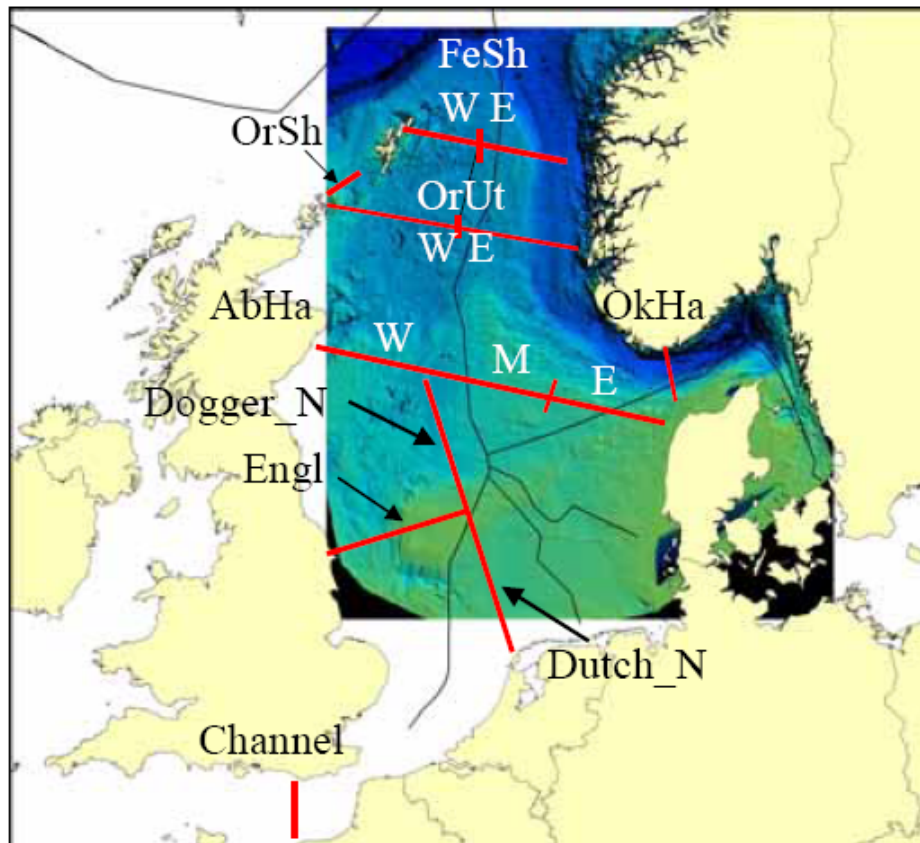 FeSh
W E
OrSh
OrUt
W E
AbHa
OkHa
W
M
E
Dogger_N
Engl
Dutch_N
Channel